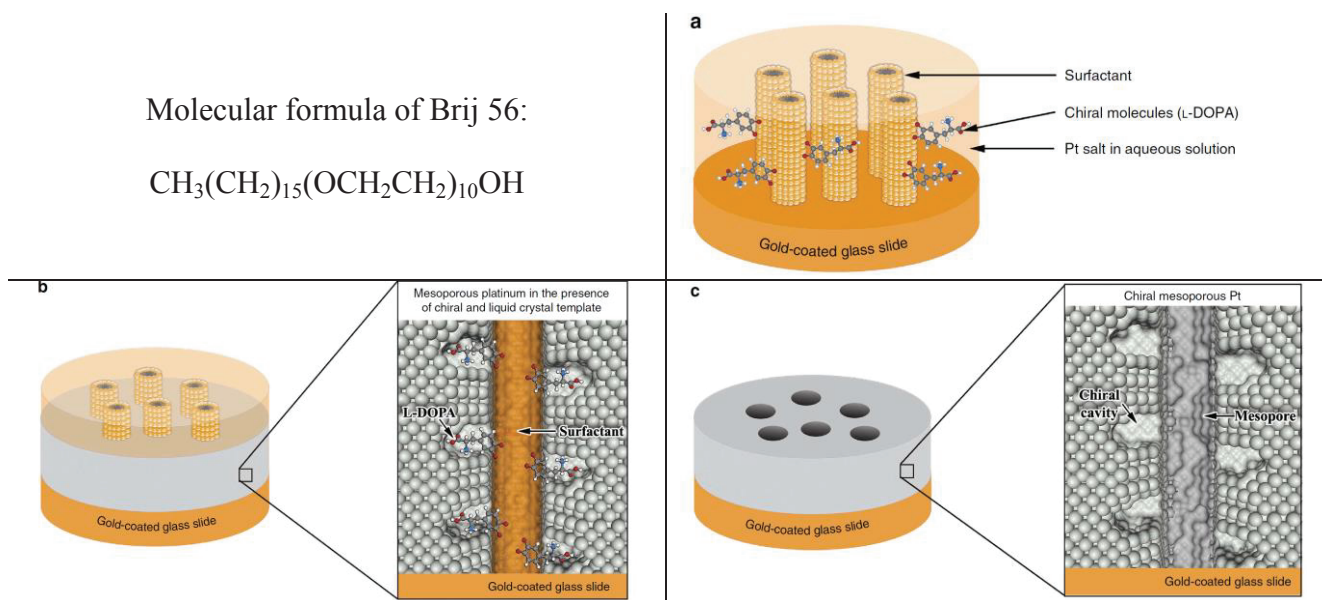 Molecular formula of Brij 56:
CH₃(CH₂)₁₅(OCH₂CH₂)₁₀OH
a
Surfactant
Chiral molecules (L-DOPA)
Pt salt in aqueous solution
Gold-coated glass slide
b
Mesoporous platinum in the presence
of chiral and liquid crystal template
L-DOPA
Surfactant
Gold-coated glass slide
Gold-coated glass slide
c
Chiral mesoporous Pt
Chiral
cavity
Mesopore
Gold-coated glass slide
Gold-coated glass slide